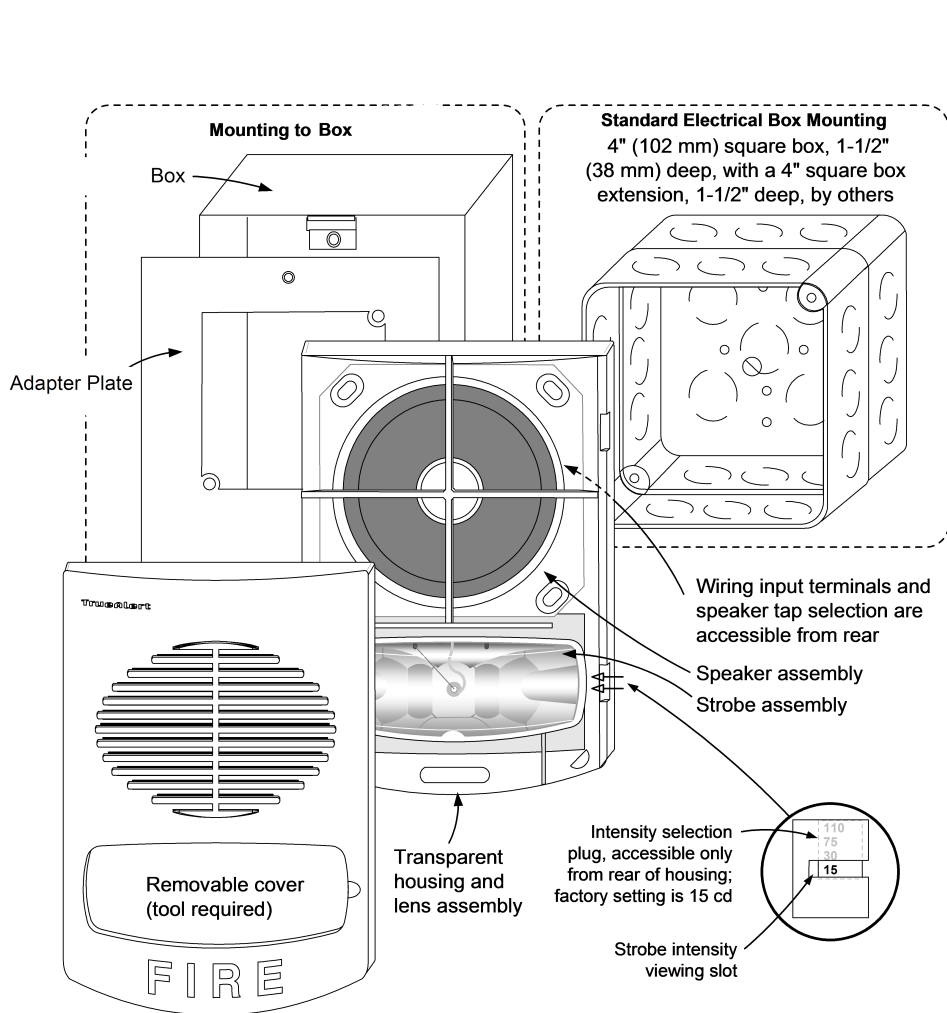 Mounting to Box
Box
Adapter Plate
Standard Electrical Box Mounting
4" (102 mm) square box, 1-1/2"
(38 mm) deep, with a 4" square box
extension, 1-1/2" deep, by others
Wiring input terminals and
speaker tap selection are
accessible from rear
Speaker assembly
Strobe assembly
TrueAlert
Removable cover
(tool required)
FIRE
Transparent
housing and
lens assembly
Intensity selection
plug, accessible only
from rear of housing;
factory setting is 15 cd
110
75
30
15
Strobe intensity
viewing slot